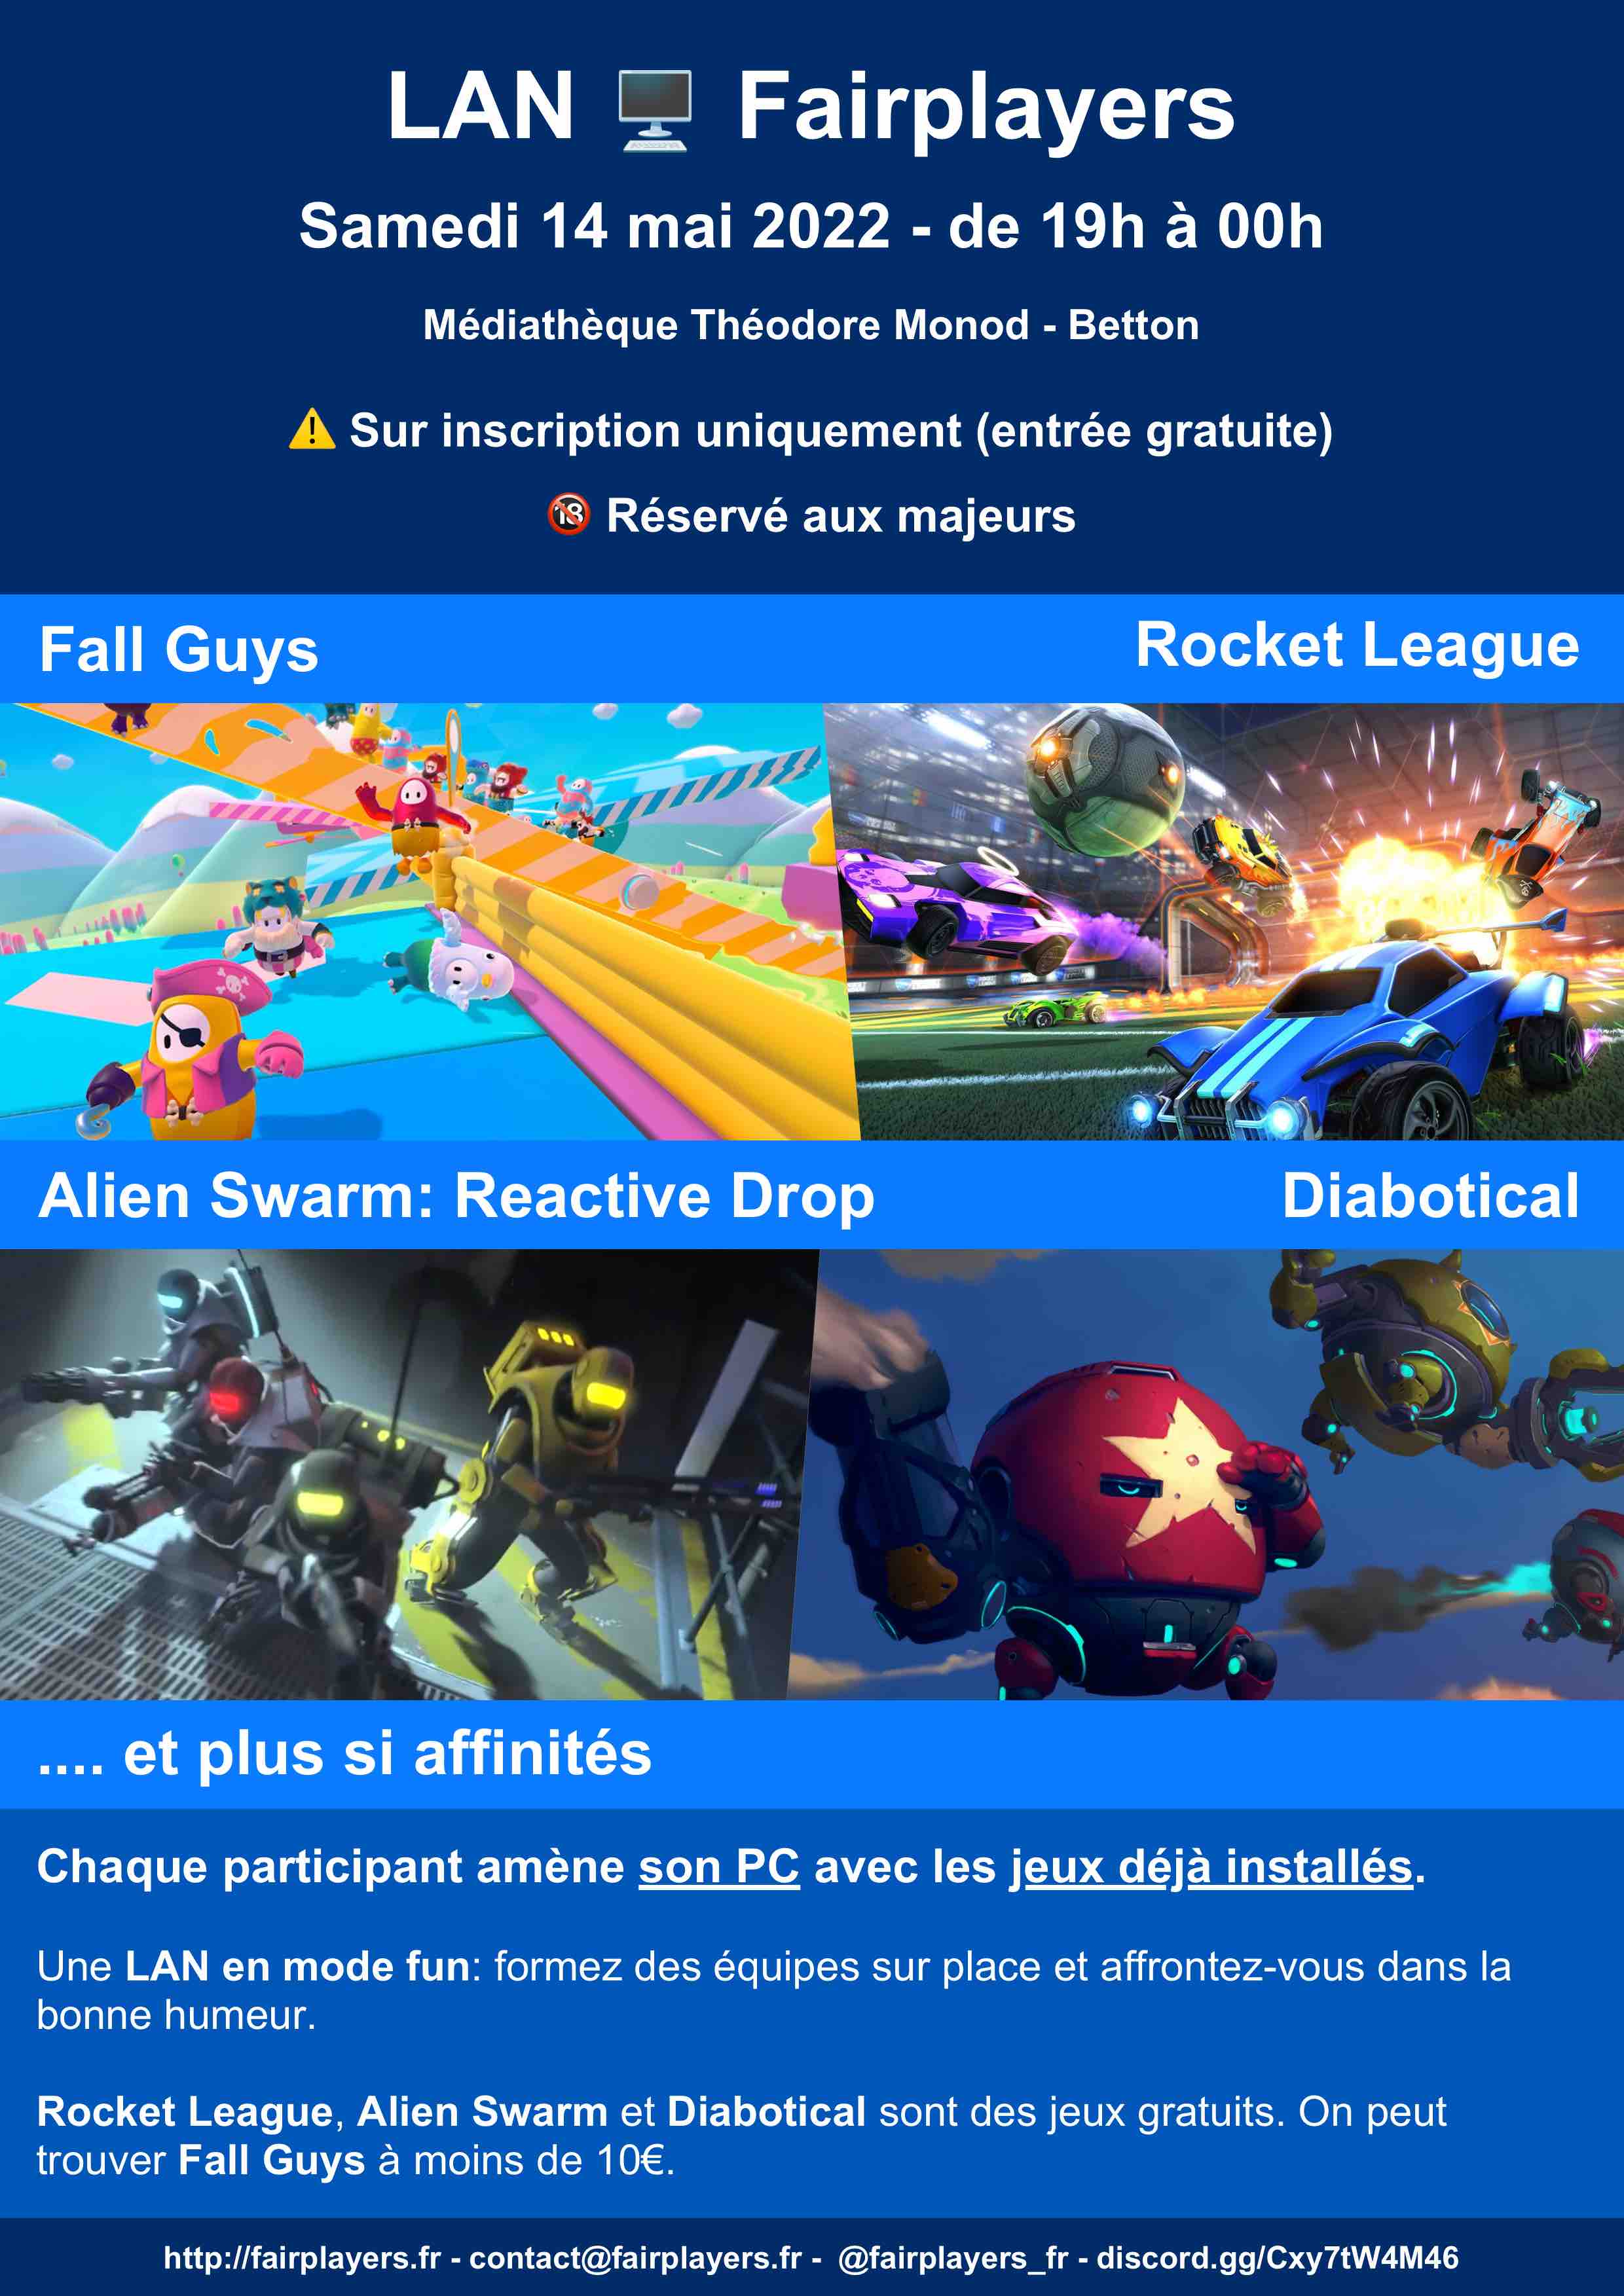 LAN 🖥️ Fairplayers
Samedi 14 mai 2022 - de 19h à 00h
Médiathèque Théodore Monod - Betton
⚠️ Sur inscription uniquement (entrée gratuite)
🔞 Réservé aux majeurs
Fall Guys
Rocket League
Alien Swarm: Reactive Drop
Diabotical
.... et plus si affinités
Chaque participant amène son PC avec les jeux déjà installés.
Une LAN en mode fun: formez des équipes sur place et affrontez-vous dans la
bonne humeur.
Rocket League, Alien Swarm et Diabotical sont des jeux gratuits. On peut
trouver Fall Guys à moins de 10€.
http://fairplayers.fr - contact@fairplayers.fr - @fairplayers_fr - discord.gg/Cxy7tW4M46